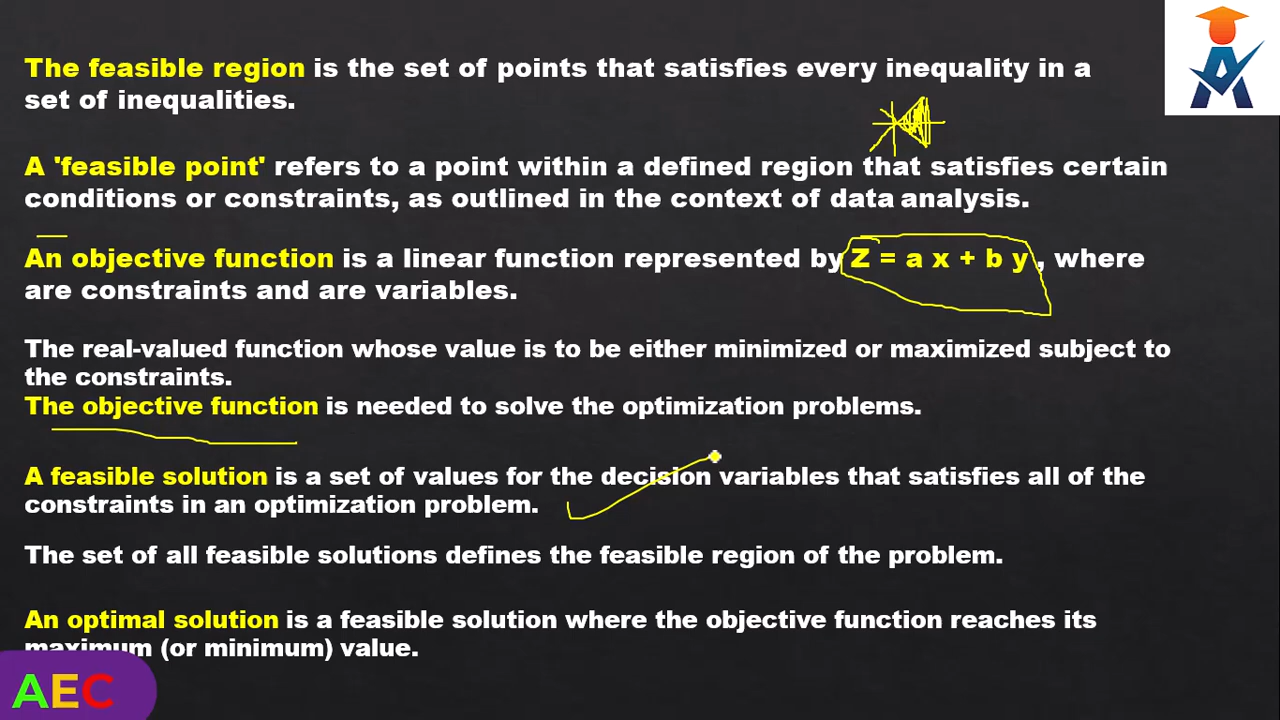 The feasible region is the set of points that satisfies every inequality in a
set of inequalities.
A 'feasible point' refers to a point within a defined region that satisfies certain
conditions or constraints, as outlined in the context of data analysis.
An objective function is a linear function represented by Z = a x + b y , where
are constraints and are variables.
The real-valued function whose value is to be either minimized or maximized subject to
the constraints.
The objective function is needed to solve the optimization problems.
A feasible solution is a set of values for the decision variables that satisfies all of the
constraints in an optimization problem.
The set of all feasible solutions defines the feasible region of the problem.
An optimal solution is a feasible solution where the objective function reaches its
maximum (or minimum) value.
AEC